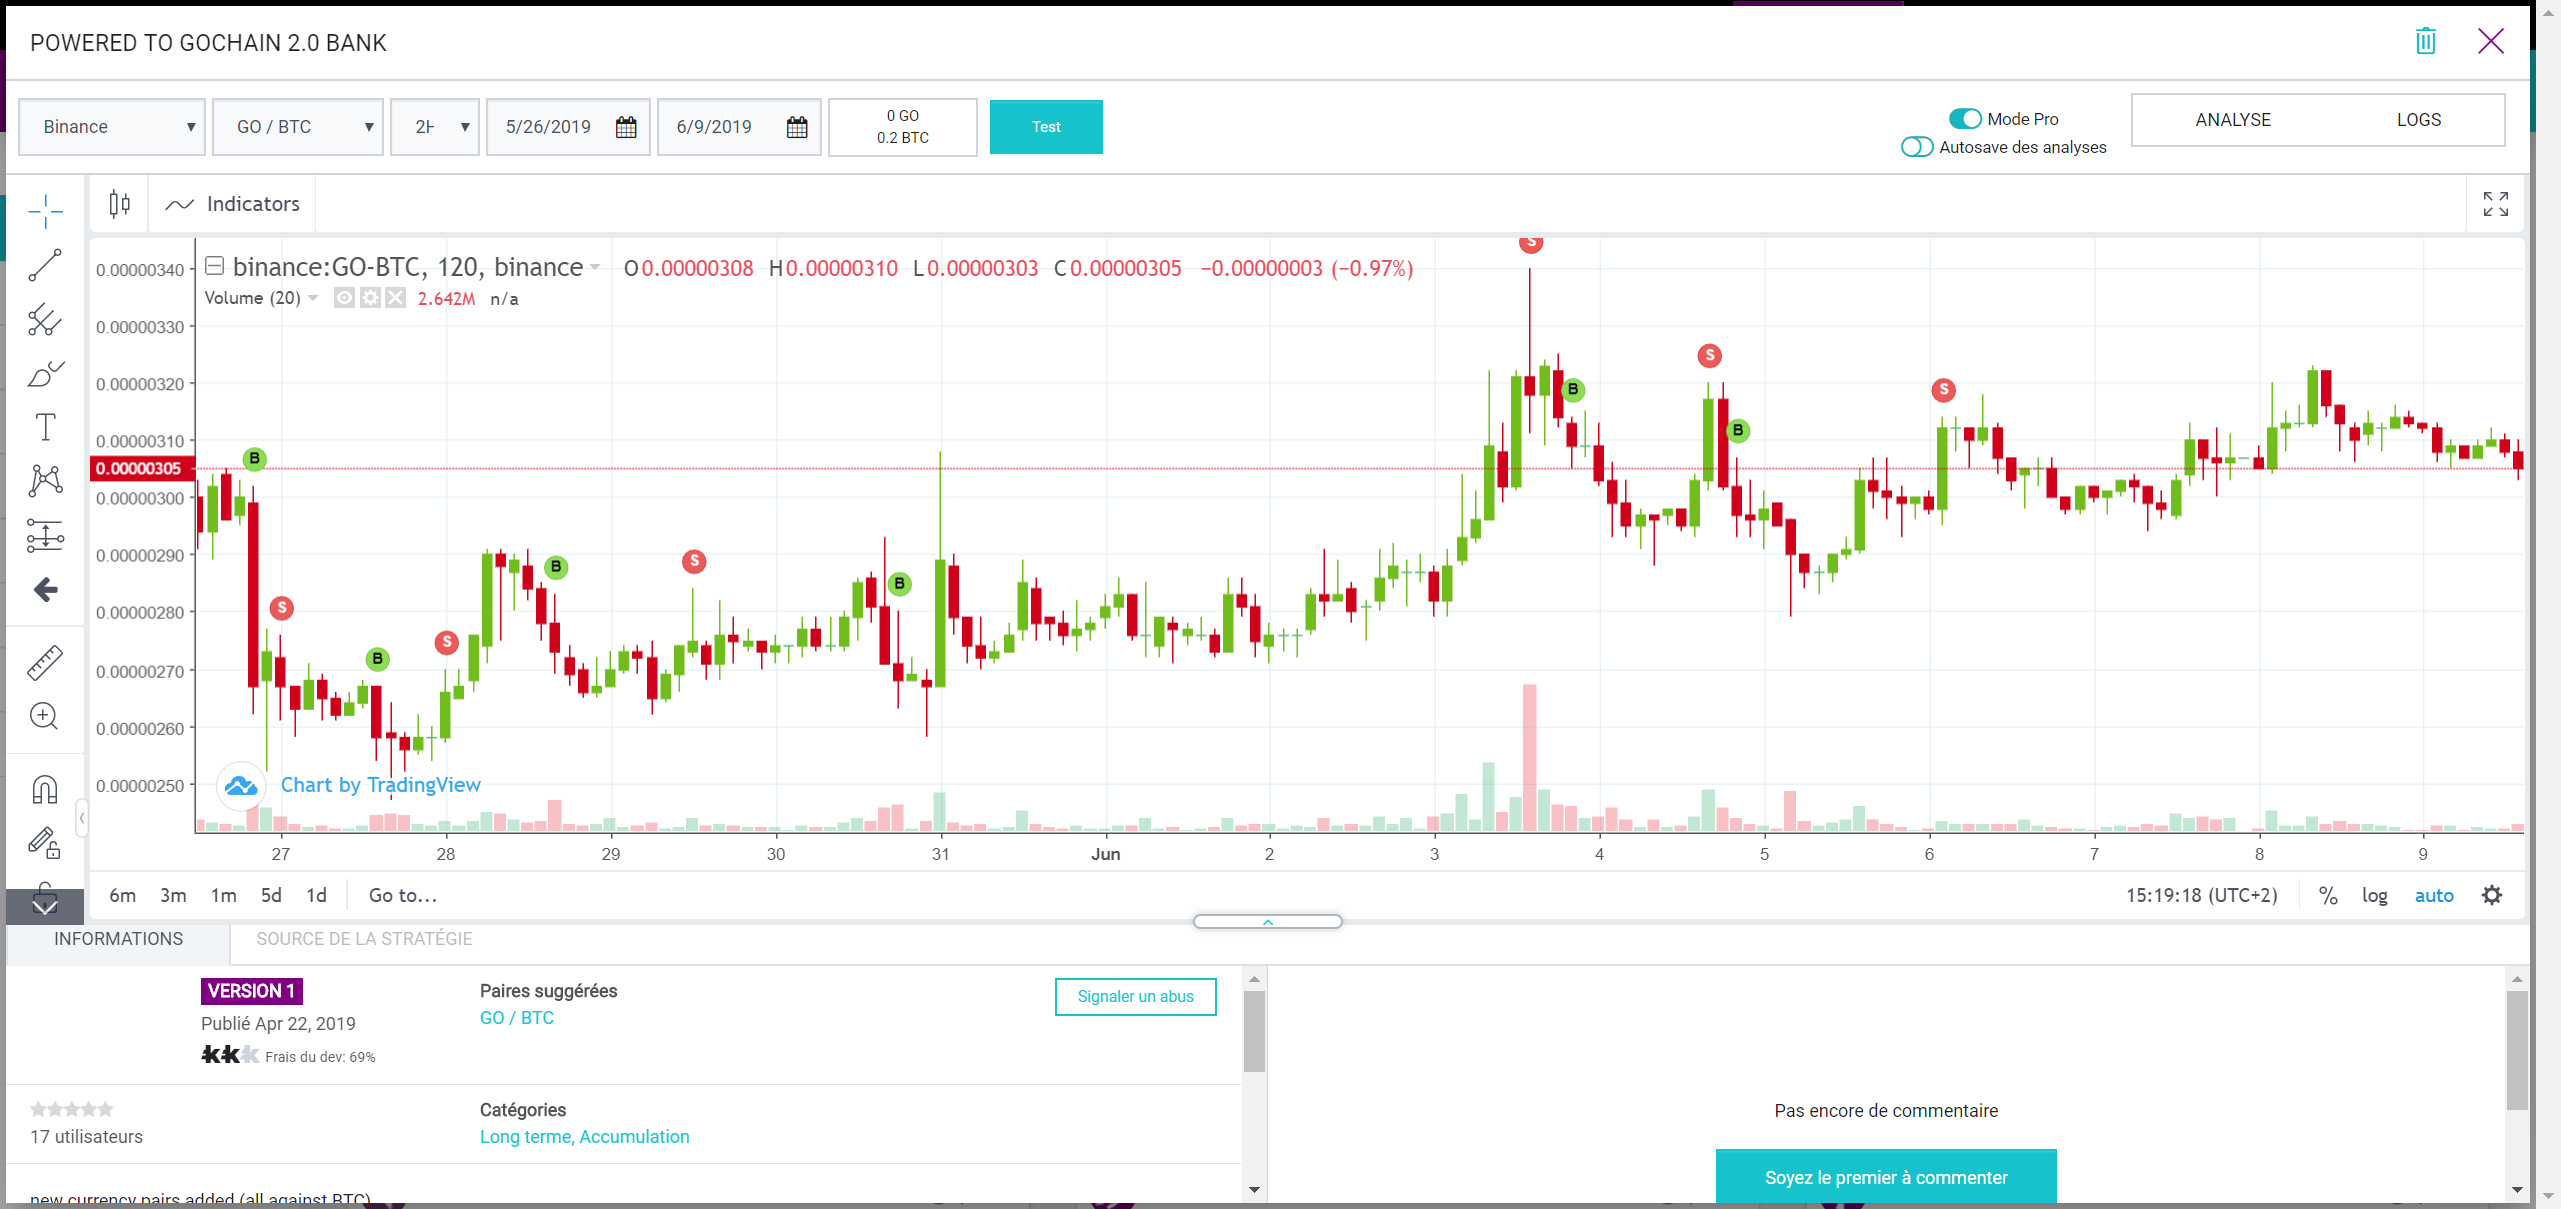 POWERED TO GOCHAIN 2.0 BANK
Binance
GO / BTC
2H
5/26/2019
6/9/2019
0 GO
0.2 BTC
Test
Mode Pro
Autosave des analyses
ANALYSE
LOGS
Indicators
binance:GO-BTC, 120, binance O0.00000308 H0.00000310 L0.00000303 C0.00000305 −0.00000003 (−0.97%)
Volume (20) 2.642M n/a
0.00000340
0.00000330
0.00000320
0.00000310
0.00000305
0.00000300
0.00000290
0.00000280
0.00000270
0.00000260
0.00000250
B
S
B
S
B
S
B
S
B
S
B
S
Chart by TradingView
27 28 29 30 31 Jun 2 3 4 5 6 7 8 9
6m 3m 1m 5d 1d Go to...
15:19:18 (UTC+2) % log auto
INFORMATIONS
SOURCE DE LA STRATÉGIE
VERSION 1
Publié Apr 22, 2019
Frais du dev: 69%
Paires suggérées
GO / BTC
Signaler un abus
17 utilisateurs
Catégories
Long terme, Accumulation
new currency pairs added (all against BTC)
Pas encore de commentaire
Soyez le premier à commenter